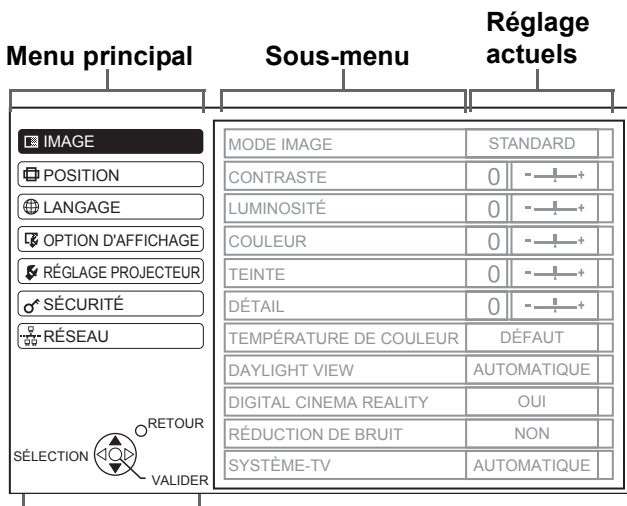 Menu principal
Sous-menu
Réglage
actuels
IMAGE
POSITION
LANGAGE
OPTION D'AFFICHAGE
RÉGLAGE PROJECTEUR
SÉCURITÉ
RÉSEAU
RETOUR
SÉLECTION
VALIDER
MODE IMAGE STANDARD
CONTRASTE 0 - +
LUMINOSITÉ 0 - +
COULEUR 0 - +
TEINTE 0 - +
DÉTAIL 0 - +
TEMPÉRATURE DE COULEUR DÉFAUT
DAYLIGHT VIEW AUTOMATIQUE
DIGITAL CINEMA REALITY OUI
RÉDUCTION DE BRUIT NON
SYSTÈME-TV AUTOMATIQUE